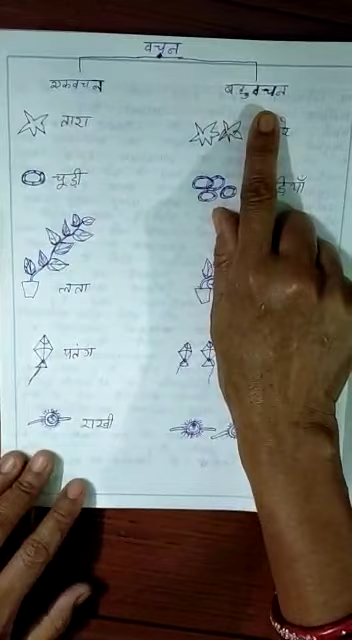 वचन
एकवचन बहुवचन
तारा
चूड़ी
लता
पतंग
राखी